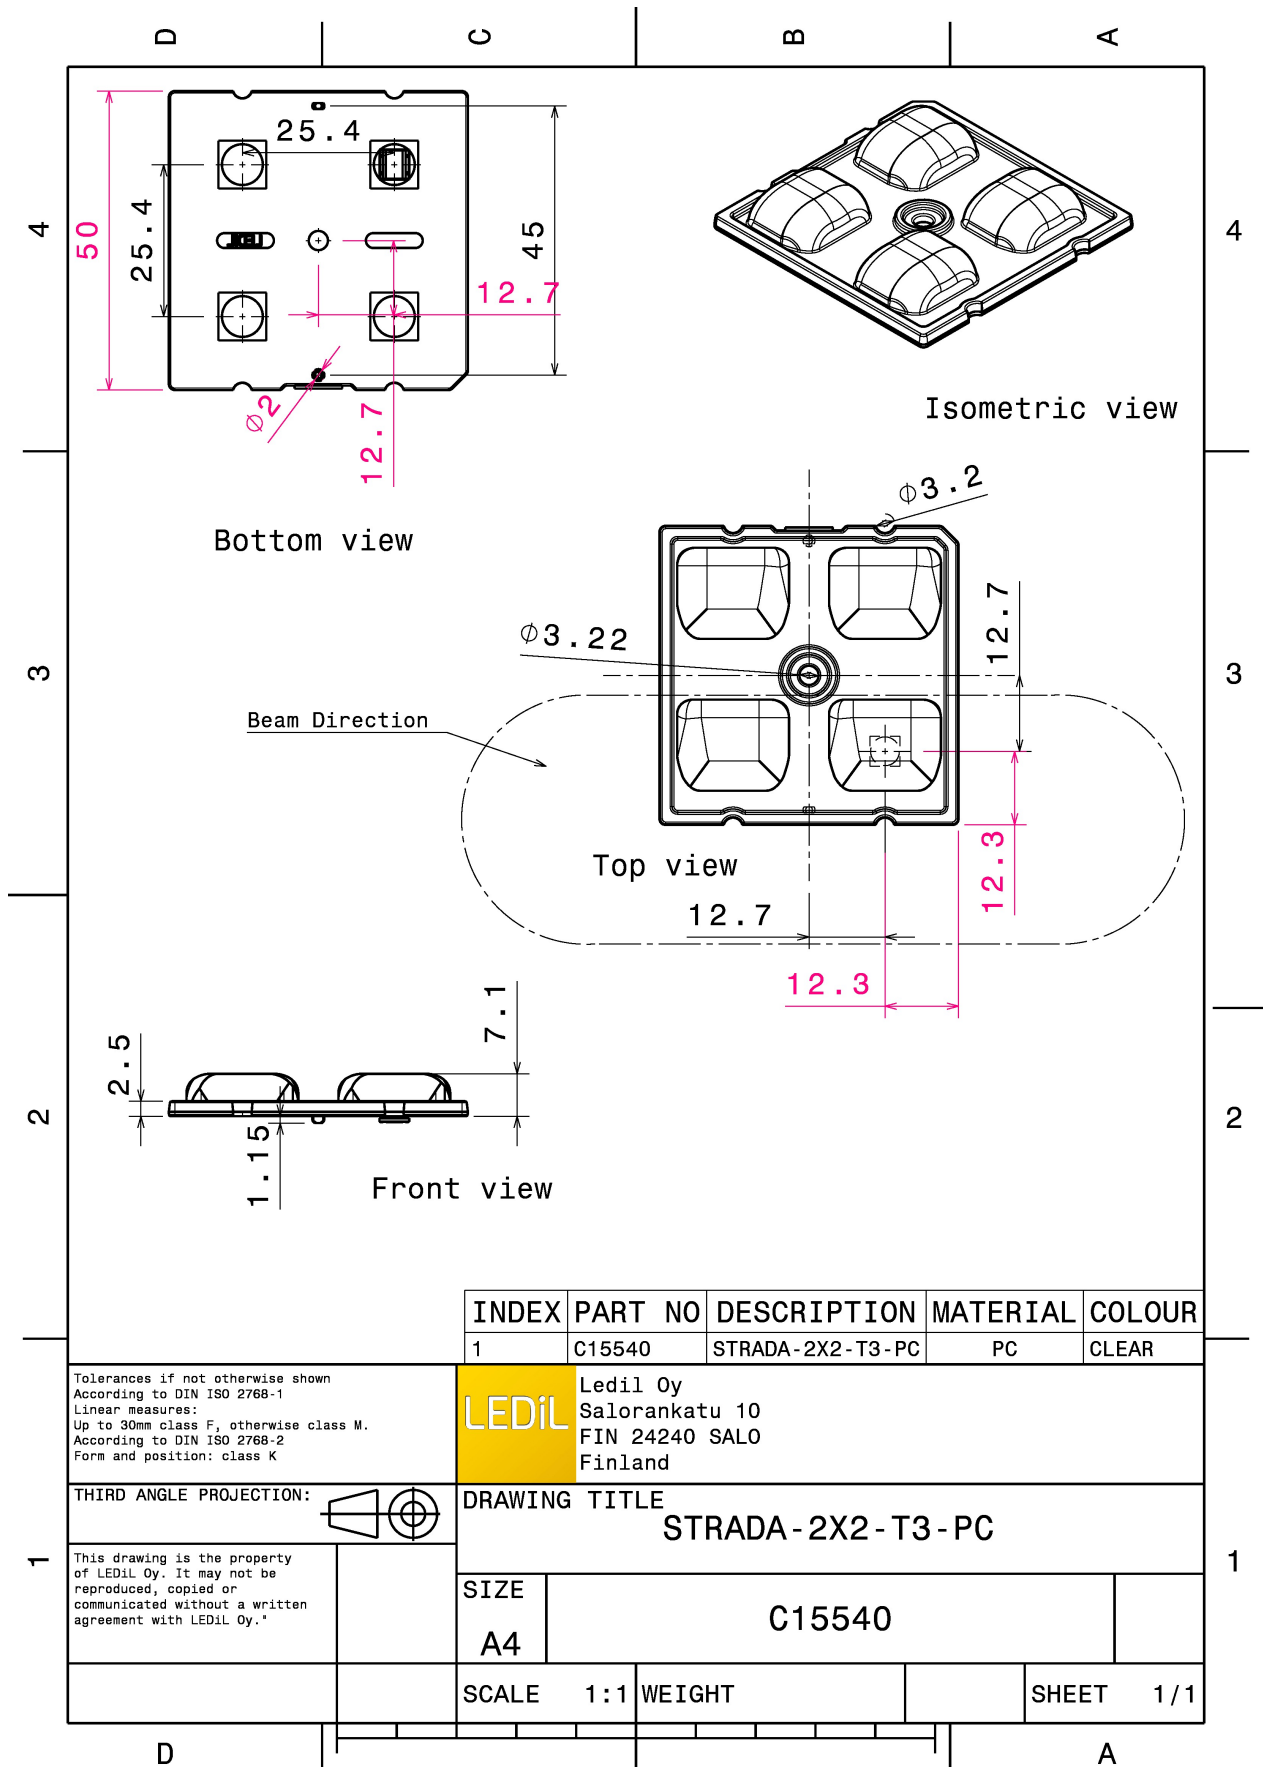 D
C
B
A
4
4
50
25.4
25.4
45
12.7
12.7
Ø2
Bottom view
Isometric view
3
3
Ø3.2
Ø3.22
12.7
Beam Direction
12.3
Top view
12.7
12.3
2
2
2.5
7.1
1.15
Front view
INDEX PART NO DESCRIPTION MATERIAL COLOUR
1 C15540 STRADA-2X2-T3-PC PC CLEAR
Tolerances if not otherwise shown
According to DIN ISO 2768-1
Linear measures:
Up to 30mm class F, otherwise class M.
According to DIN ISO 2768-2
Form and position: class K
LEDiL
Ledil Oy
Salorankatu 10
FIN 24240 SALO
Finland
THIRD ANGLE PROJECTION:
DRAWING TITLE
STRADA-2X2-T3-PC
This drawing is the property
of LEDiL Oy. It may not be
reproduced, copied or
communicated without a written
agreement with LEDiL Oy."
SIZE
A4
C15540
1
1
SCALE 1:1
WEIGHT
SHEET 1/1
D
A